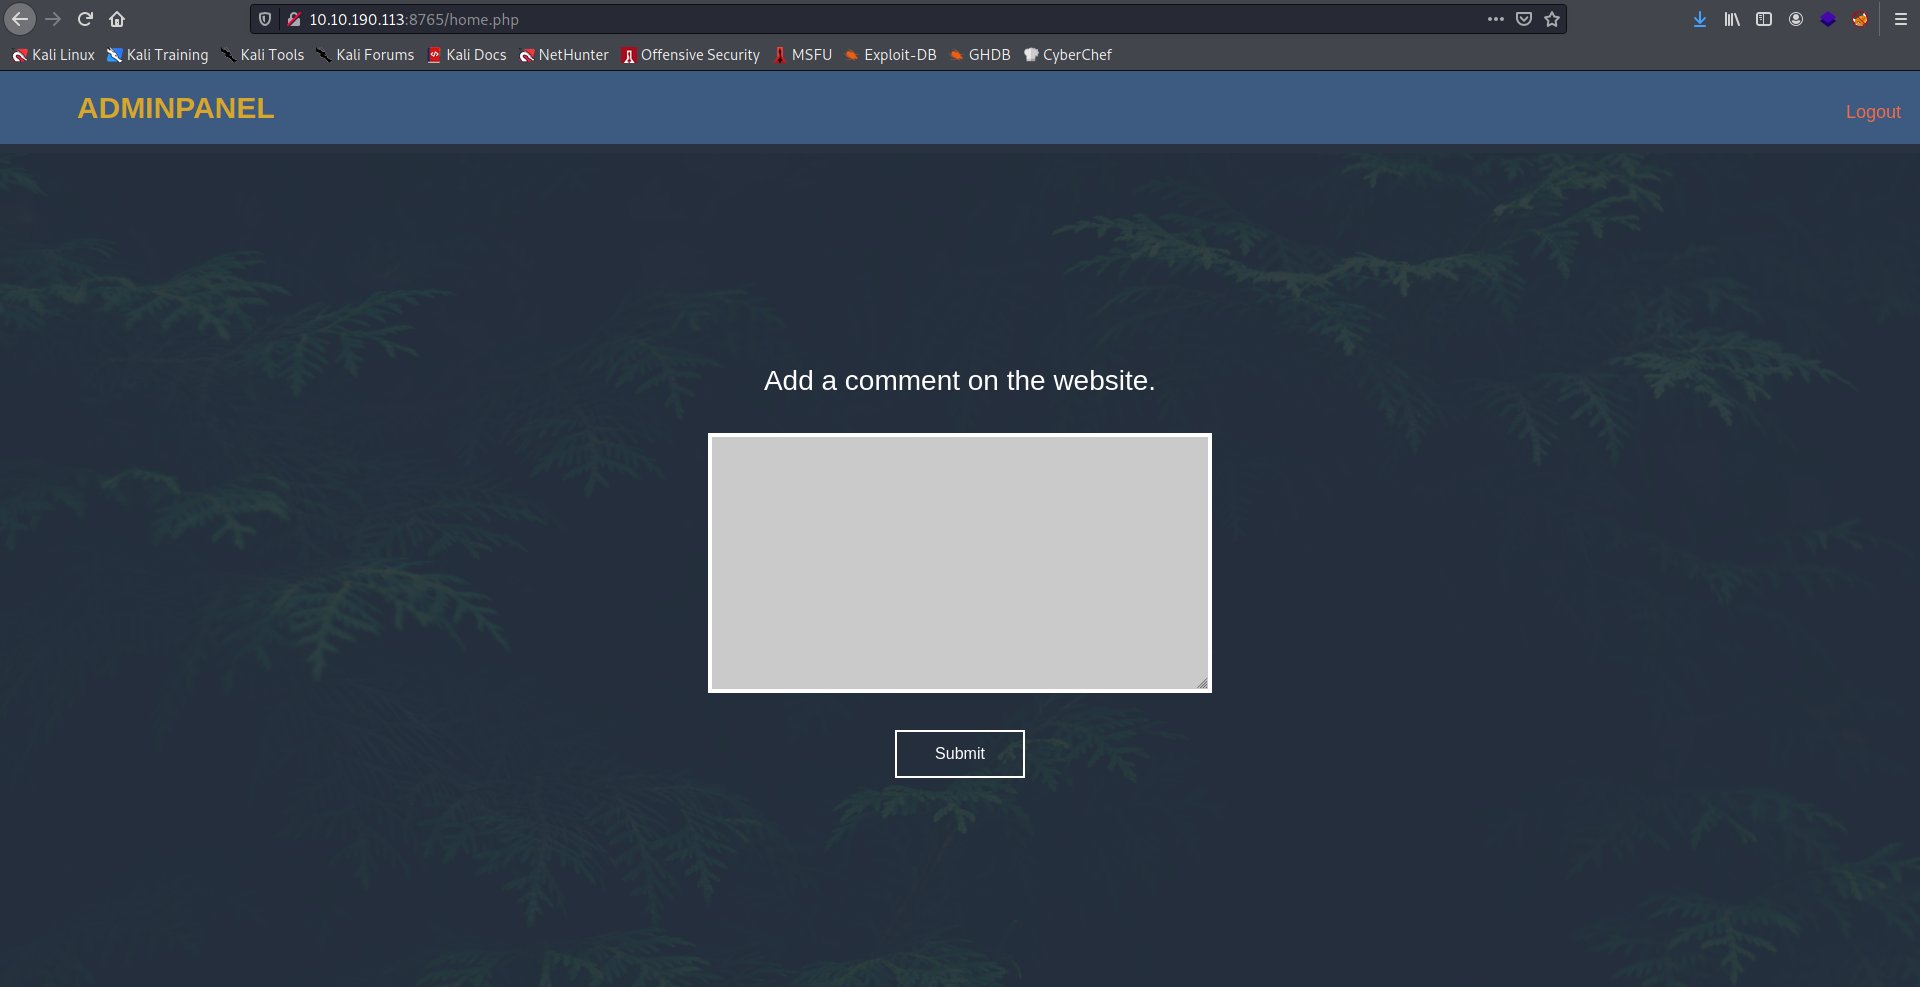 10.10.190.113:8765/home.php
Kali Linux Kali Training Kali Tools Kali Forums Kali Docs NetHunter Offensive Security MSFU Exploit-DB GHDB CyberChef
ADMINPANEL
Logout
Add a comment on the website.
Submit